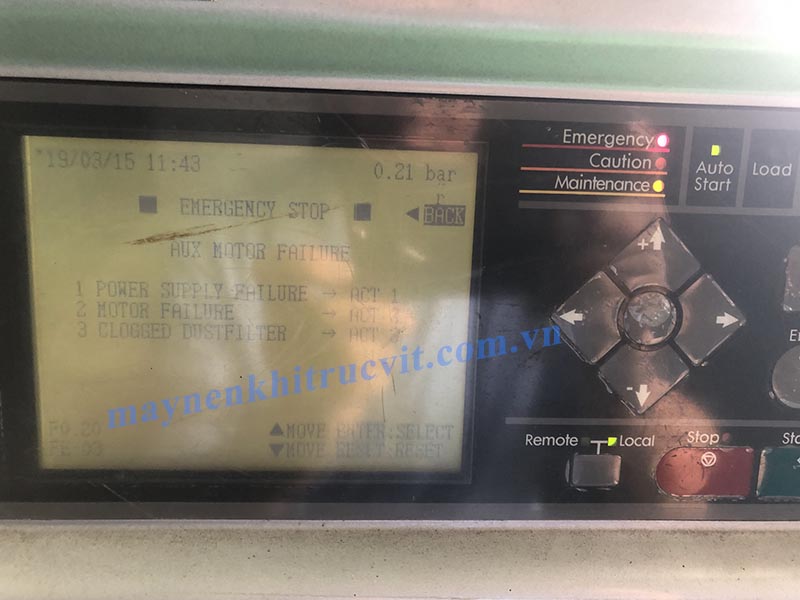 '19/03/15 11:43
0.21 bar
■ EMERGENCY STOP ■
◀ BACK
AUX MOTOR FAILURE
1 POWER SUPPLY FAILURE → ACT 1
2 MOTOR FAILURE → ACT
3 CLOGGED DUSTFILTER → ACT
▲MOVE ENTER:SELECT
▼MOVE RESET:RESET
maynenkhitrucvit.com.vn
Emergency
Caution
Maintenance
Auto
Start
Load
+
-
Remote
Local
Stop